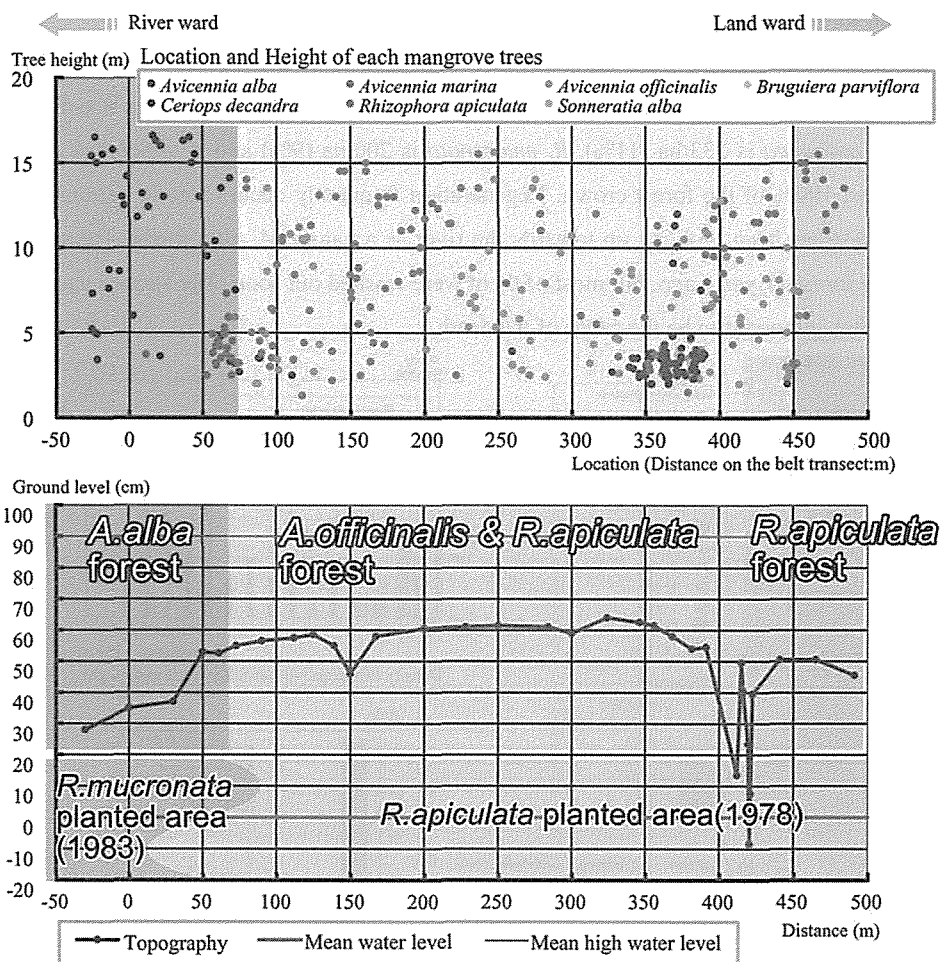 River ward Land ward
Tree height (m) Location and Height of each mangrove trees
Avicennia alba Avicennia marina Avicennia officinalis Bruguiera parviflora
Ceriops decandra Rhizophora apiculata Sonneratia alba
20
15
10
5
0
-50 0 50 100 150 200 250 300 350 400 450 500
Location (Distance on the belt transect:m)
Ground level (cm)
100
90
80
70
60
50
40
30
20
10
0
-10
-20
A.alba forest
A.officinalis & R.apiculata forest
R.apiculata forest
R.mucronata planted area (1983)
R.apiculata planted area(1978)
-50 0 50 100 150 200 250 300 350 400 450 500
Distance (m)
Topography Mean water level Mean high water level